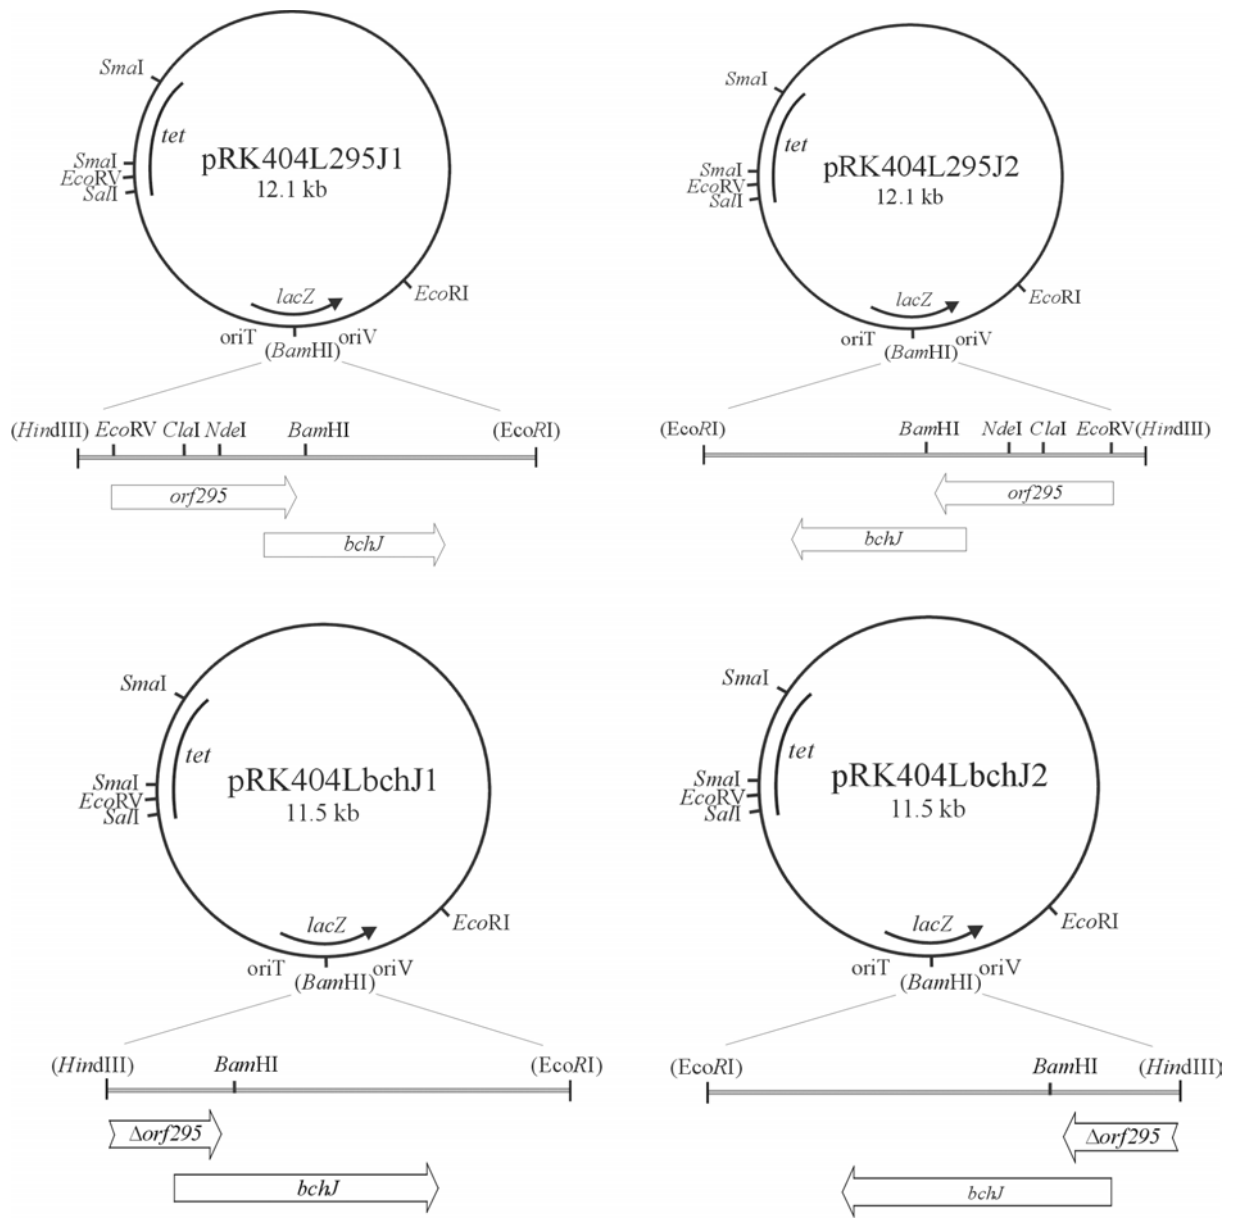 SmaI
tet
SmaI
EcoRV
SalI
pRK404L295J1
12.1 kb
EcoRI
lacZ
oriT
oriV
(BamHI)
(HindIII) EcoRV ClaI NdeI BamHI (EcoRI)
orf295
bchJ
SmaI
tet
SmaI
EcoRV
SalI
pRK404L295J2
12.1 kb
EcoRI
lacZ
oriT
oriV
(BamHI)
(EcoRI) BamHI NdeI ClaI EcoRV(HindIII)
orf295
bchJ
SmaI
tet
SmaI
EcoRV
SalI
pRK404LbchJ1
11.5 kb
EcoRI
lacZ
oriT
oriV
(BamHI)
(HindIII) BamHI (EcoRI)
Δorf295
bchJ
SmaI
tet
SmaI
EcoRV
SalI
pRK404LbchJ2
11.5 kb
EcoRI
lacZ
oriT
oriV
(BamHI)
(EcoRI) BamHI (HindIII)
Δorf295
bchJ